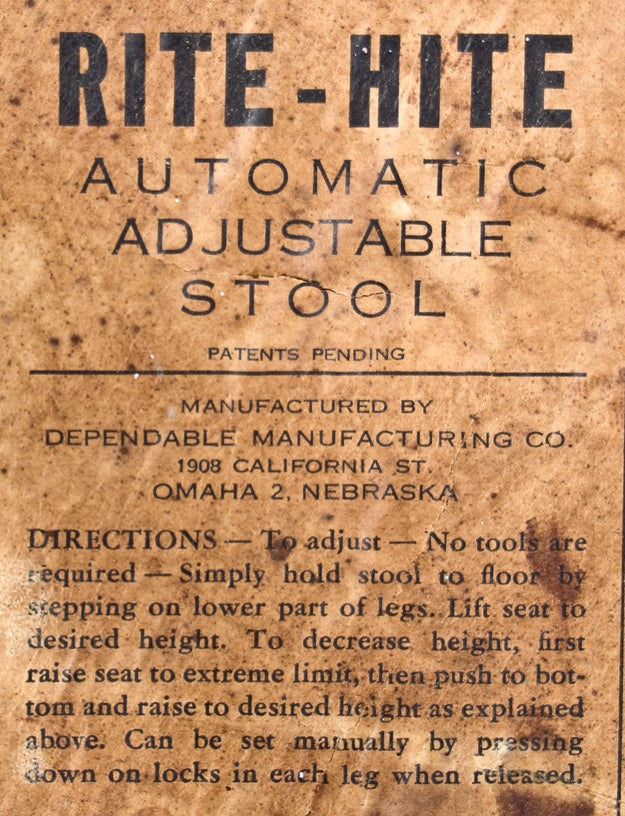 RITE-HITE
AUTOMATIC
ADJUSTABLE
STOOL
PATENTS PENDING
MANUFACTURED BY
DEPENDABLE MANUFACTURING CO.
1908 CALIFORNIA ST.
OMAHA 2, NEBRASKA
DIRECTIONS — To adjust — No tools are
required — Simply hold stool to floor by
stepping on lower part of legs. Lift seat to
desired height. To decrease height, first
raise seat to extreme limit, then push to bot-
tom and raise to desired height as explained
above. Can be set manually by pressing
down on locks in each leg when released.